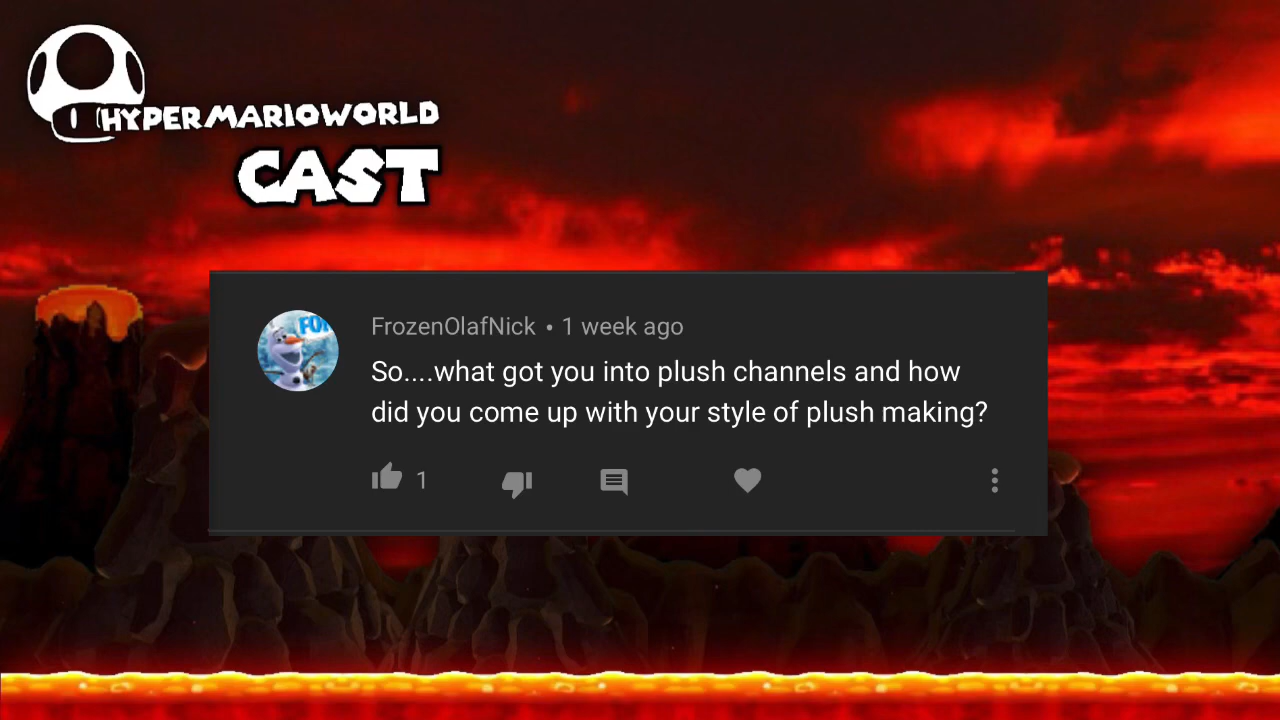 HYPERMARIOWORLD
CAST
FOR
FrozenOlafNick • 1 week ago
So....what got you into plush channels and how
did you come up with your style of plush making?
1